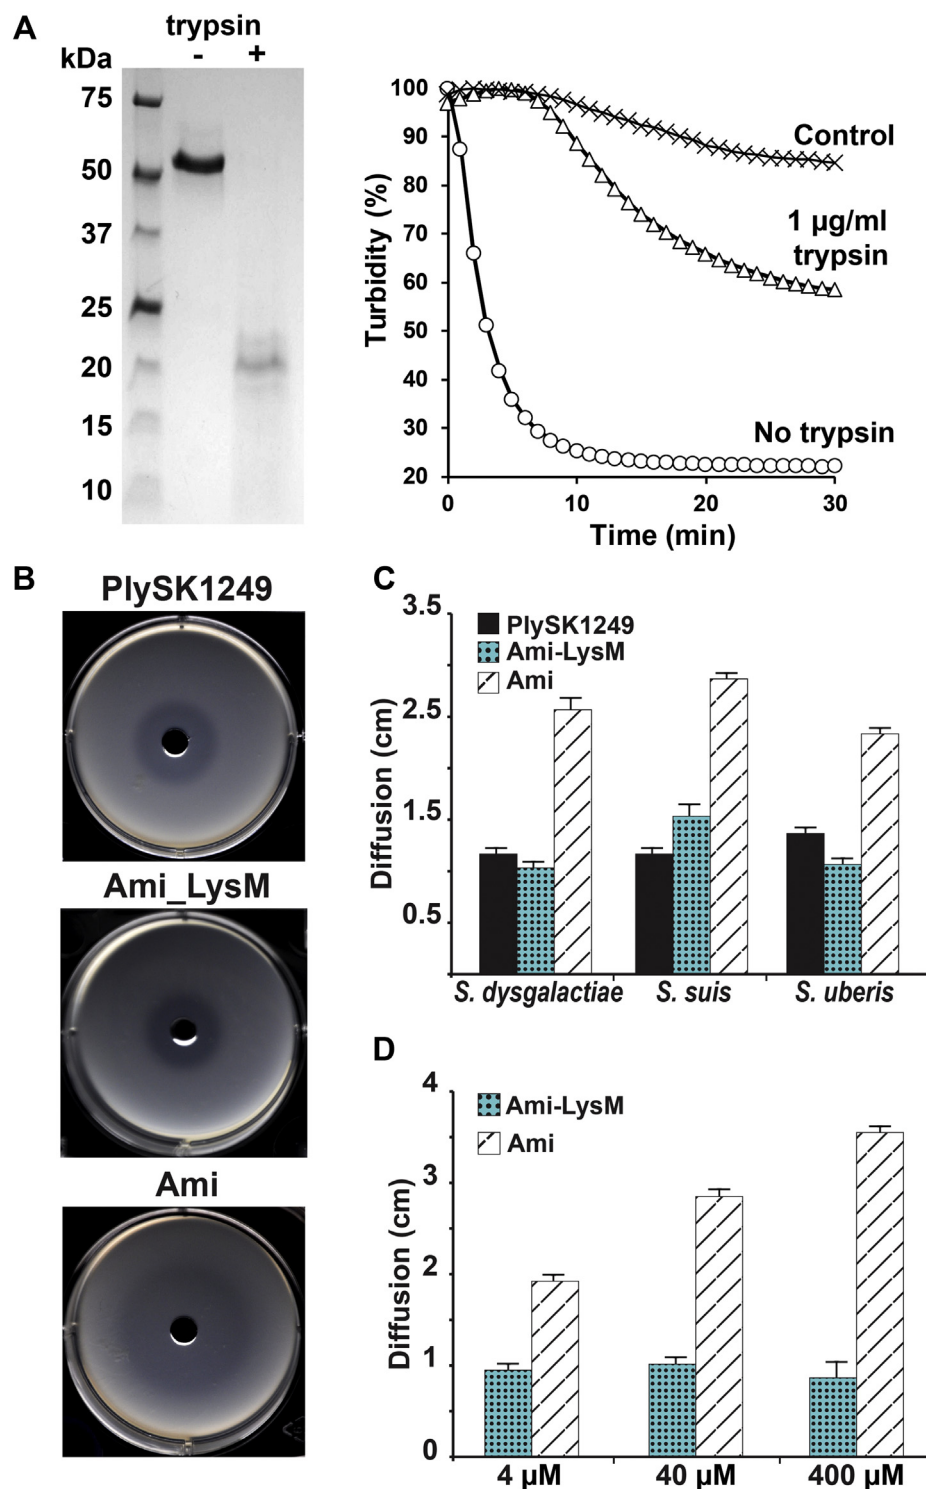 A
trypsin
kDa - +
75
50
37
25
20
15
10
Turbidity (%)
100
90
80
70
60
50
40
30
20
Control
1 µg/ml
trypsin
No trypsin
0 10 20 30
Time (min)
B
PlySK1249
Ami_LysM
Ami
C
Diffusion (cm)
3.5
2.5
1.5
0.5
PlySK1249
Ami-LysM
Ami
S. dysgalactiae S. suis S. uberis
D
Diffusion (cm)
4
3
2
1
0
Ami-LysM
Ami
4 µM 40 µM 400 µM